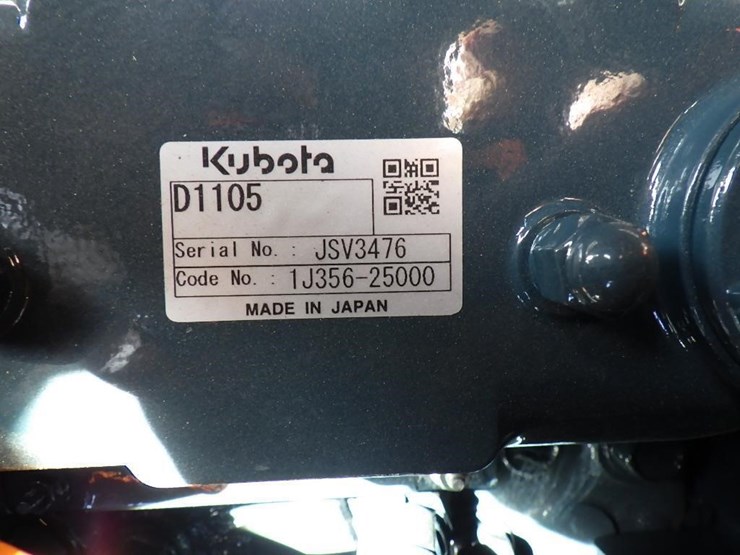 Kubota
D1105
Serial No. : JSV3476
Code No. : 1J356-25000
MADE IN JAPAN